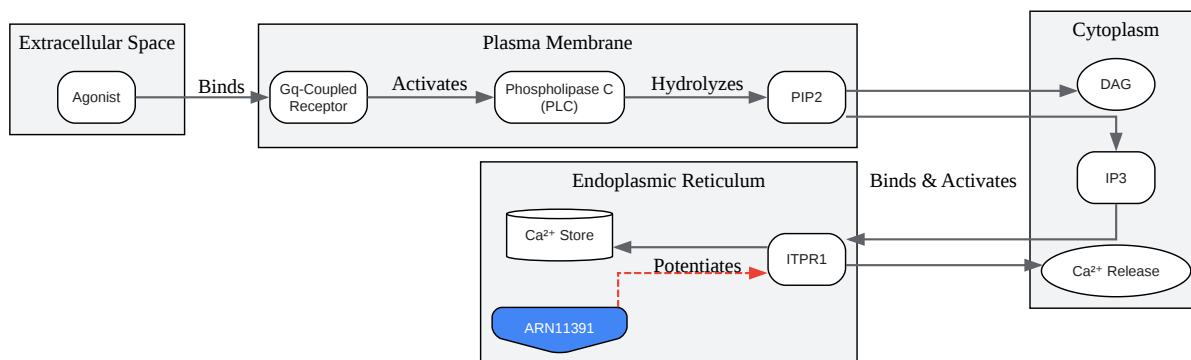 Extracellular Space
Agonist
Binds
Plasma Membrane
Gq-Coupled
Receptor
Activates
Phospholipase C
(PLC)
Hydrolyzes
PIP2
Cytoplasm
DAG
IP3
Binds & Activates
Endoplasmic Reticulum
Ca²⁺ Store
ITPR1
Potentiates
ARN11391
Ca²⁺ Release